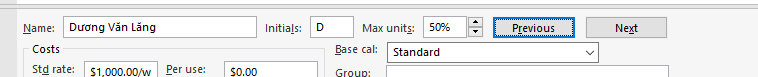 Name: Dương Văn Lãng Initials: D Max units: 50% Previous Next
Costs Base cal: Standard
Std rate: $1,000.00/w Per use: $0.00 Group: